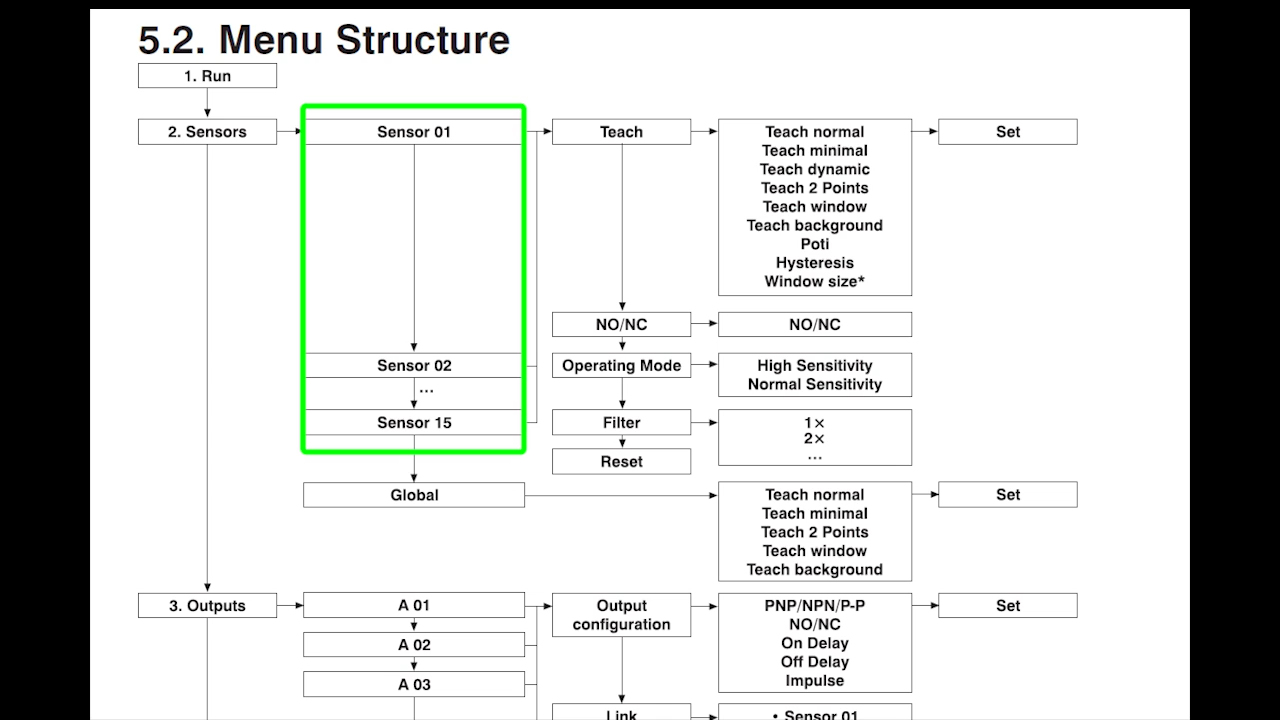 5.2. Menu Structure
1. Run
2. Sensors
Sensor 01
Teach
Teach normal
Teach minimal
Teach dynamic
Teach 2 Points
Teach window
Teach background
Poti
Hysteresis
Window size*
Set
NO/NC
NO/NC
Sensor 02
Operating Mode
High Sensitivity
Normal Sensitivity
...
Sensor 15
Filter
1×
2×
...
Reset
Global
Teach normal
Teach minimal
Teach 2 Points
Teach window
Teach background
Set
3. Outputs
A 01
Output
configuration
PNP/NPN/P-P
NO/NC
On Delay
Off Delay
Impulse
Set
A 02
A 03
Link
• Sensor 01